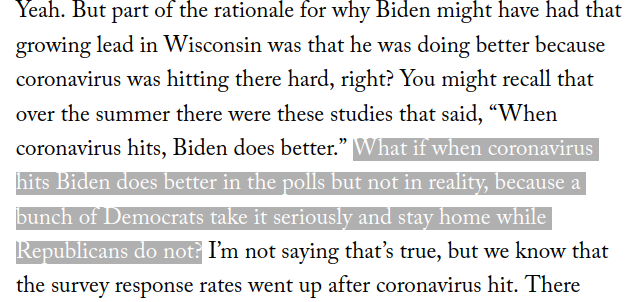 Yeah. But part of the rationale for why Biden might have had that
growing lead in Wisconsin was that he was doing better because
coronavirus was hitting there hard, right? You might recall that
over the summer there were these studies that said, “When
coronavirus hits, Biden does better.” What if when coronavirus
hits Biden does better in the polls but not in reality, because a
bunch of Democrats take it seriously and stay home while
Republicans do not? I’m not saying that’s true, but we know that
the survey response rates went up after coronavirus hit. There